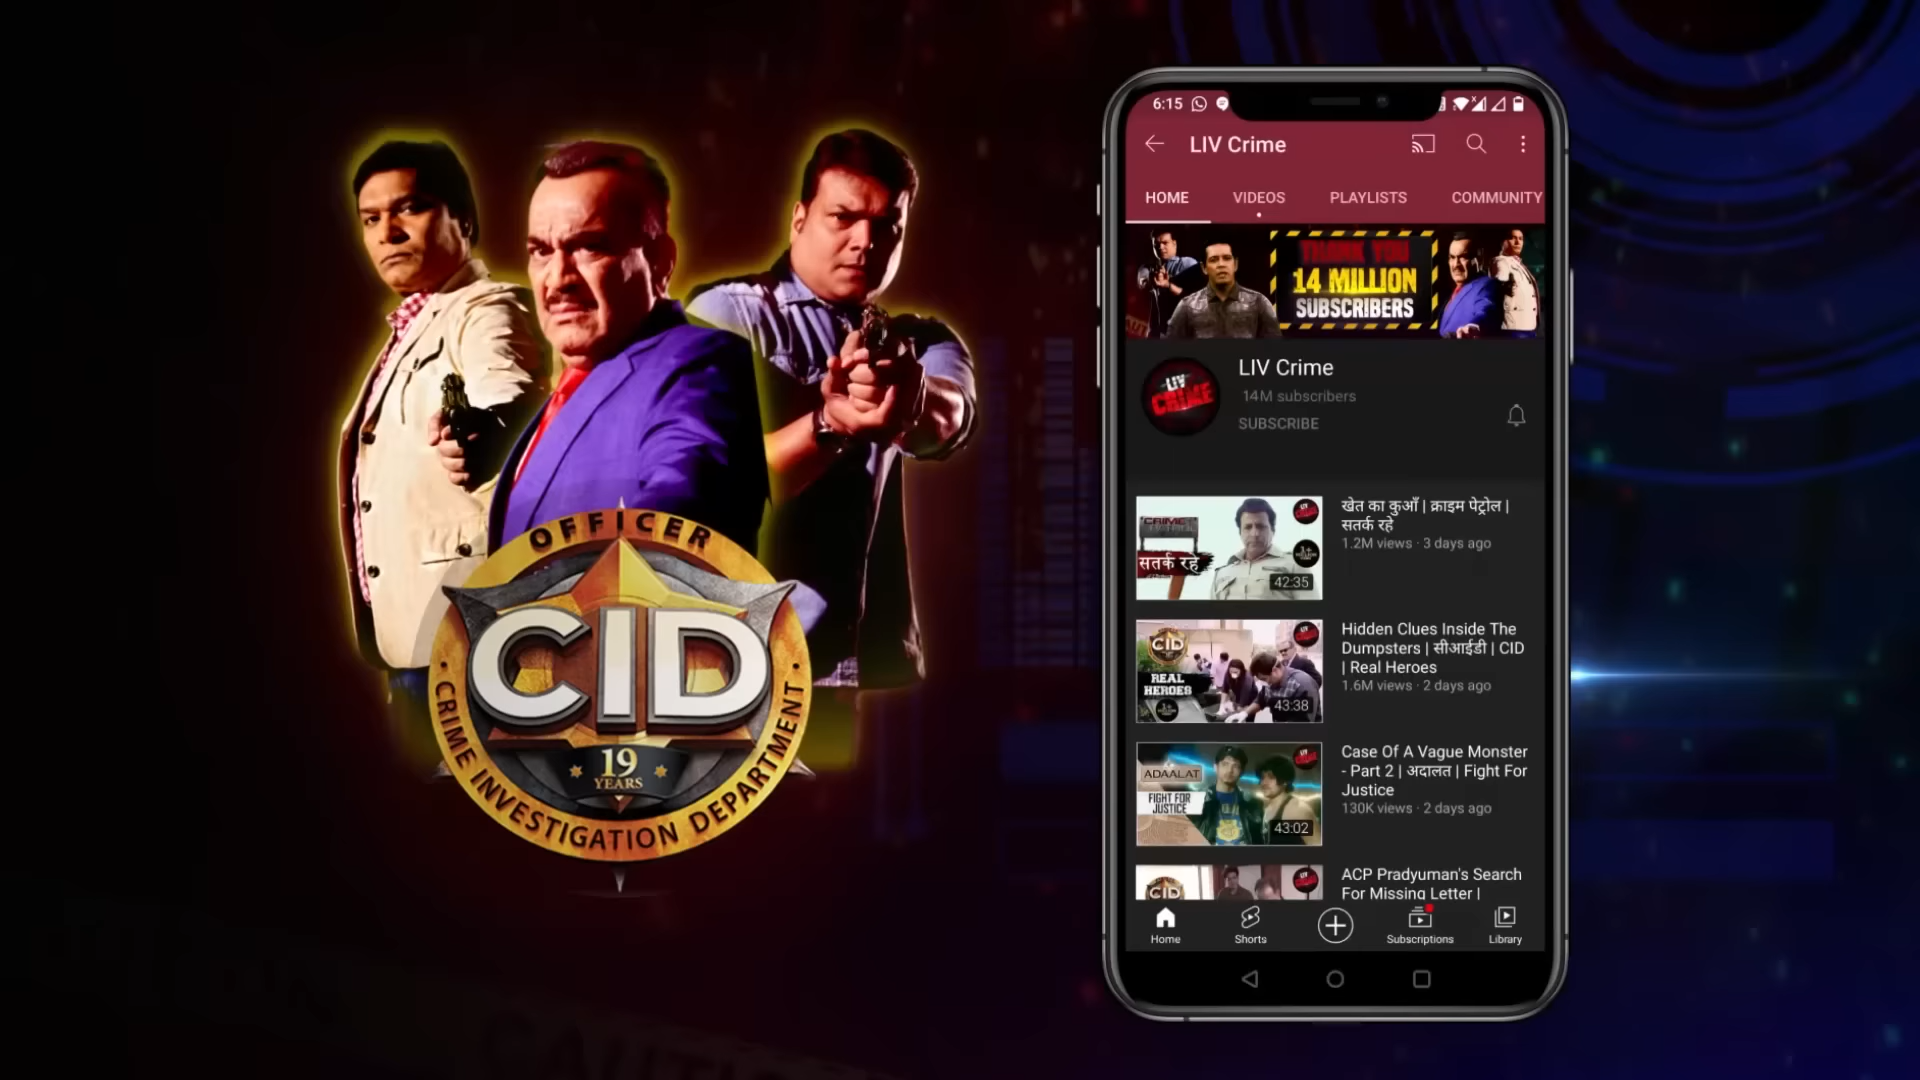 OFFICER
CID
19
YEARS
CRIME INVESTIGATION DEPARTMENT
6:15
LIV Crime
HOME VIDEOS PLAYLISTS COMMUNITY
THANK YOU
14 MILLION
SUBSCRIBERS
LIV
CRIME
LIV Crime
14M subscribers
SUBSCRIBE
सतर्क रहे
42:35
खेत का कुआँ | क्राइम पेट्रोल |
सतर्क रहे
1.2M views · 3 days ago
CID
REAL
HEROES
43:38
Hidden Clues Inside The
Dumpsters | सीआईडी | CID
| Real Heroes
1.6M views · 2 days ago
ADAALAT
FIGHT FOR
JUSTICE
43:02
Case Of A Vague Monster
- Part 2 | अदालत | Fight For
Justice
130K views · 2 days ago
CID
ACP Pradyuman's Search
For Missing Letter |
Home Shorts Subscriptions Library